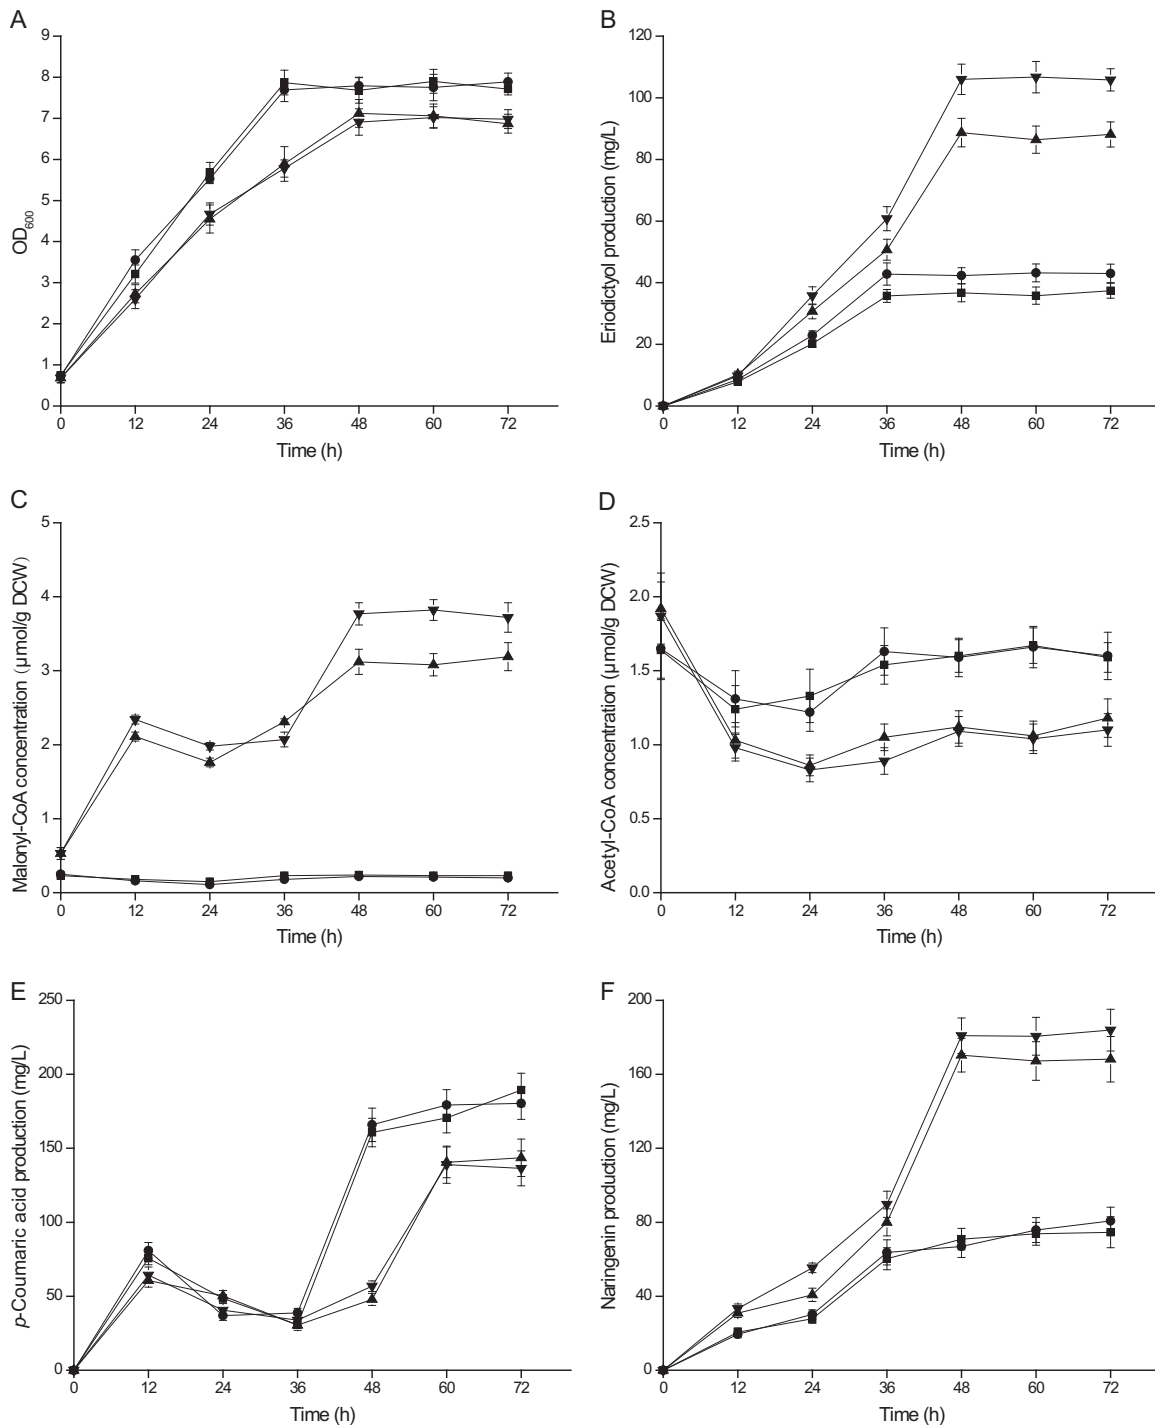 A
OD600
9
8
7
6
5
4
3
2
1
0
0 12 24 36 48 60 72
Time (h)
B
Eriodictyol production (mg/L)
120
100
80
60
40
20
0
0 12 24 36 48 60 72
Time (h)
C
Malonyl-CoA concentration (μmol/g DCW)
5
4
3
2
1
0
0 12 24 36 48 60 72
Time (h)
D
Acetyl-CoA concentration (μmol/g DCW)
2.5
2.0
1.5
1.0
0.5
0.0
0 12 24 36 48 60 72
Time (h)
E
p-Coumaric acid production (mg/L)
250
200
150
100
50
0
0 12 24 36 48 60 72
Time (h)
F
Naringenin production (mg/L)
200
160
120
80
40
0
0 12 24 36 48 60 72
Time (h)